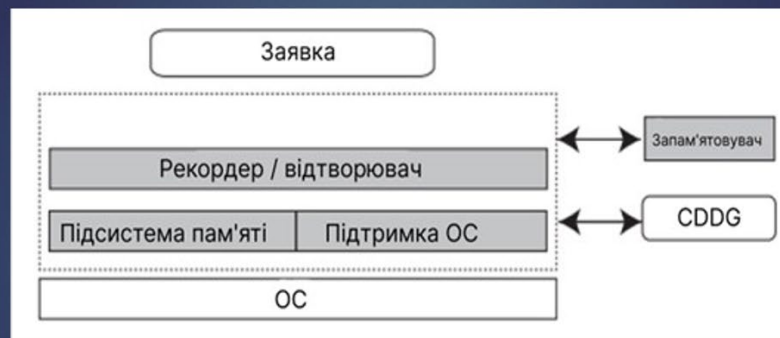 Заявка
Рекордер / відтворювач
Запам'ятовувач
Підсистема пам'яті
Підтримка ОС
CDDG
ОС